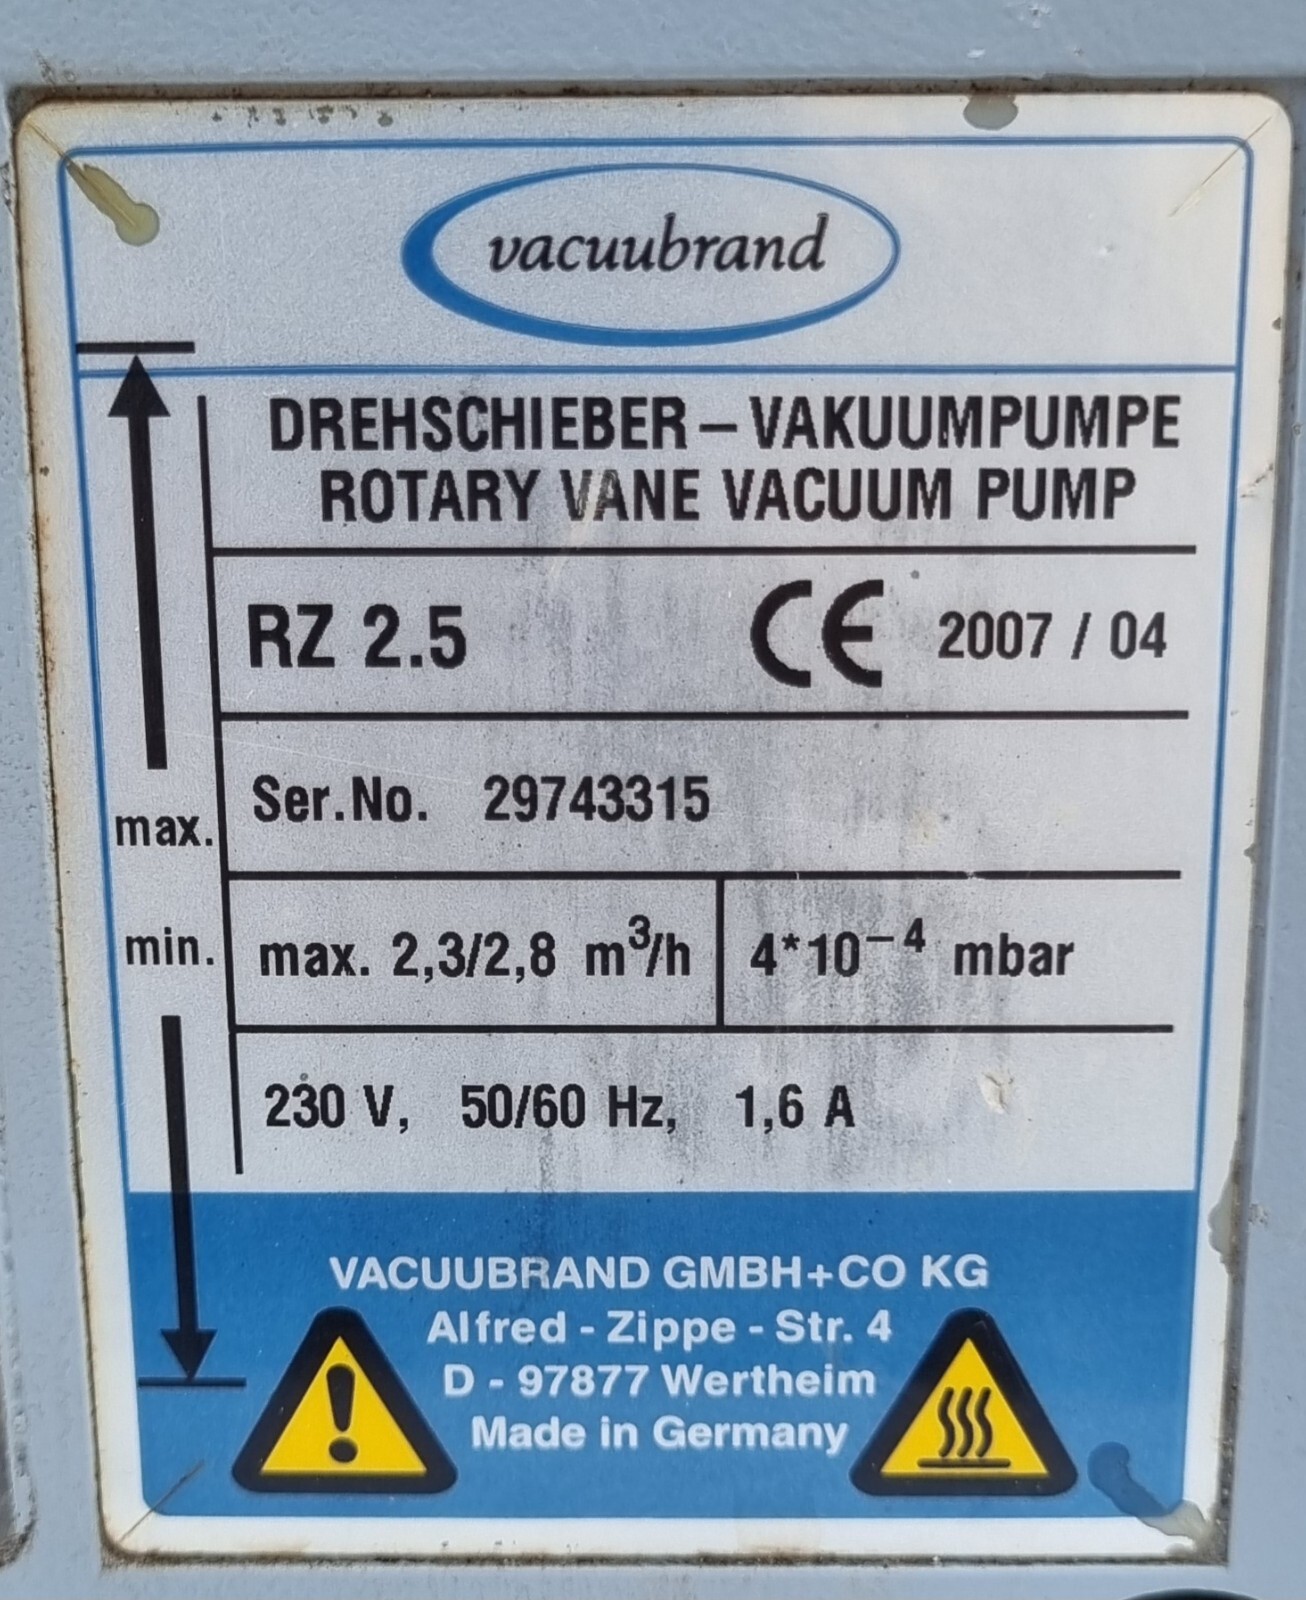 vacuubrand
DREHSCHIEBER – VAKUUMPUMPE
ROTARY VANE VACUUM PUMP
RZ 2.5 CE 2007 / 04
Ser.No. 29743315
max.
min.
max. 2,3/2,8 m³/h 4*10⁻⁴ mbar
230 V, 50/60 Hz, 1,6 A
VACUUBRAND GMBH+CO KG
Alfred - Zippe - Str. 4
D - 97877 Wertheim
Made in Germany